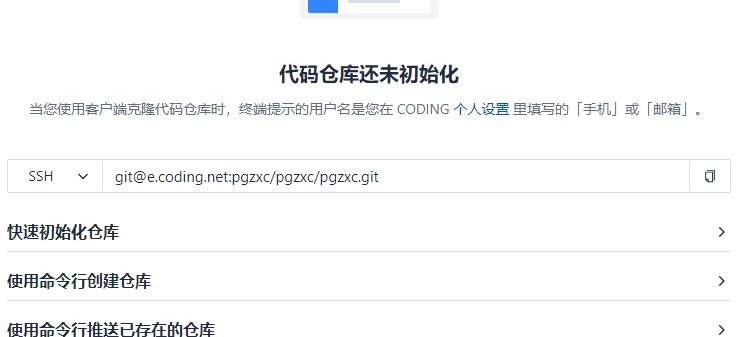 代码仓库还未初始化
当您使用客户端克隆代码仓库时，终端提示的用户名是您在 CODING 个人设置 里填写的「手机」或「邮箱」。
SSH git@e.coding.net:pgzxc/pgzxc/pgzxc.git
快速初始化仓库
使用命令行创建仓库
使用命令行推送已存在的仓库